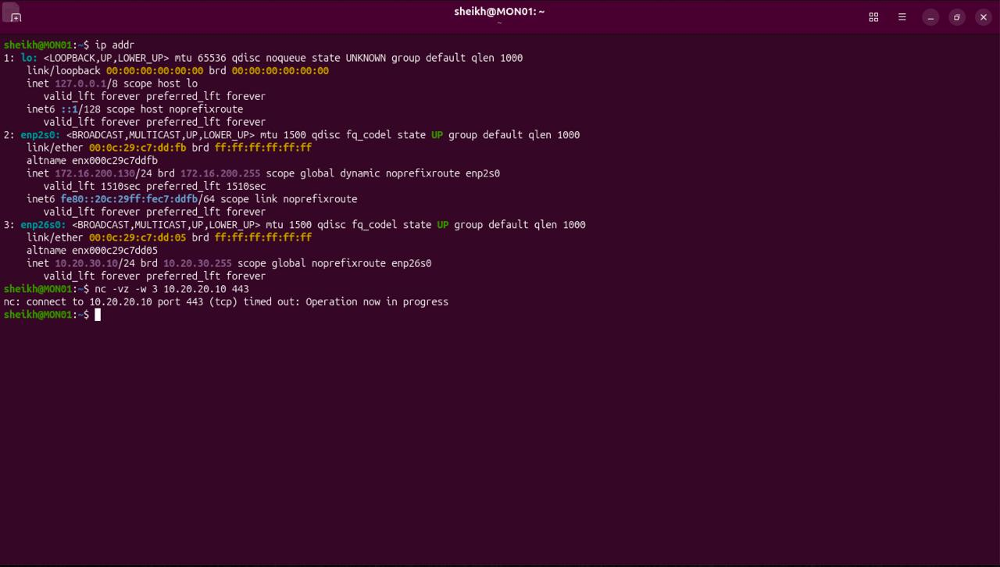 sheikh@MON01: ~
~
sheikh@MON01:~$ ip addr
1: lo: <LOOPBACK,UP,LOWER_UP> mtu 65536 qdisc noqueue state UNKNOWN group default qlen 1000
    link/loopback 00:00:00:00:00:00 brd 00:00:00:00:00:00
    inet 127.0.0.1/8 scope host lo
       valid_lft forever preferred_lft forever
    inet6 ::1/128 scope host noprefixroute
       valid_lft forever preferred_lft forever
2: enp2s0: <BROADCAST,MULTICAST,UP,LOWER_UP> mtu 1500 qdisc fq_codel state UP group default qlen 1000
    link/ether 00:0c:29:c7:dd:fb brd ff:ff:ff:ff:ff:ff
    altname enx000c29c7ddfb
    inet 172.16.200.130/24 brd 172.16.200.255 scope global dynamic noprefixroute enp2s0
       valid_lft 1510sec preferred_lft 1510sec
    inet6 fe80::20c:29ff:fec7:ddfb/64 scope link noprefixroute
       valid_lft forever preferred_lft forever
3: enp26s0: <BROADCAST,MULTICAST,UP,LOWER_UP> mtu 1500 qdisc fq_codel state UP group default qlen 1000
    link/ether 00:0c:29:c7:dd:05 brd ff:ff:ff:ff:ff:ff
    altname enx000c29c7dd05
    inet 10.20.30.10/24 brd 10.20.30.255 scope global noprefixroute enp26s0
       valid_lft forever preferred_lft forever
sheikh@MON01:~$ nc -vz -w 3 10.20.20.10 443
nc: connect to 10.20.20.10 port 443 (tcp) timed out: Operation now in progress
sheikh@MON01:~$